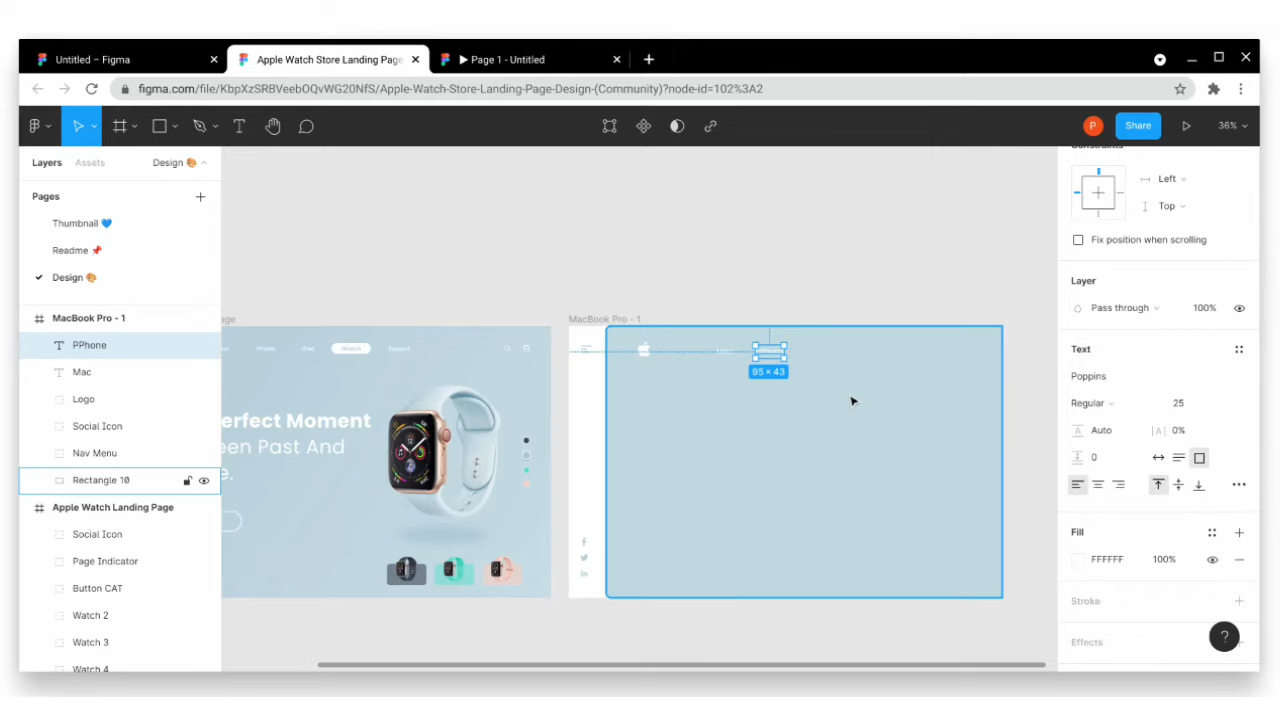 Untitled – Figma
Apple Watch Store Landing Page
Page 1 - Untitled
figma.com/file/KbpXzSRBVeebOQvWG20NfS/Apple-Watch-Store-Landing-Page-Design-(Community)?node-id=102%3A2
P
Share
36%
Layers
Assets
Design 🎨
Pages
Thumbnail 💙
Readme 📌
Design 🎨
MacBook Pro - 1
PPhone
Mac
Logo
Social Icon
Nav Menu
Rectangle 10
Apple Watch Landing Page
Social Icon
Page Indicator
Button CAT
Watch 2
Watch 3
Watch 4
age
iPhone
iPad
iWatch
Support
erfect Moment
een Past And
e.
MacBook Pro - 1
95 × 43
f
in
Constraints
Left
Top
Fix position when scrolling
Layer
Pass through
100%
Text
Poppins
Regular
25
Auto
0%
0
Fill
FFFFFF
100%
Stroke
Effects
?